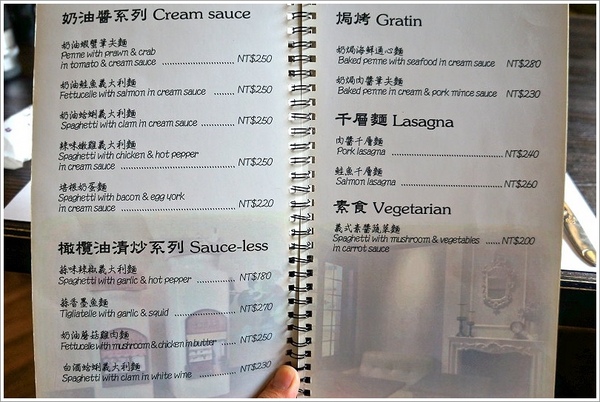 奶油醬系列 Cream sauce
奶油蝦蟹筆尖麵
Penne with prawn & crab
in tomato & cream sauce ........................ NT$250
奶油鮭魚義大利麵
Fettucelle with salmon in cream sauce ....... NT$250
奶油蛤蜊義大利麵
Spaghetti with clam in cream sauce .......... NT$250
辣味嫩雞義大利麵
Spaghetti with chicken & hot pepper
in cream sauce ................................... NT$250
培根奶蛋麵
Spaghetti with bacon & egg york
in cream sauce ................................... NT$220
橄欖油清炒系列 Sauce-less
蒜味辣椒義大利麵
Spaghetti with garlic & hot pepper ............ NT$180
蒜香墨魚麵
Tigliatelle with garlic & squid ................... NT$270
奶油蘑菇雞肉麵
Fettucelle with mushroom & chicken in butter ....... NT$250
白酒蛤蜊義大利麵
Spaghetti with clam in white wine ............ NT$230
焗烤 Gratin
奶焗海鮮通心麵
Baked penne with seafood in cream sauce ..... NT$280
奶焗肉醬筆尖麵
Baked penne in cream & pork mince sauce ..... NT$230
千層麵 Lasagna
肉醬千層麵
Pork lasagna ................................... NT$240
鮭魚千層麵
Salmon lasagna ................................ NT$260
素食 Vegetarian
義式素醬蔬菜麵
Spaghetti with mushroom & vegetables ...... NT$200
in carrot sauce